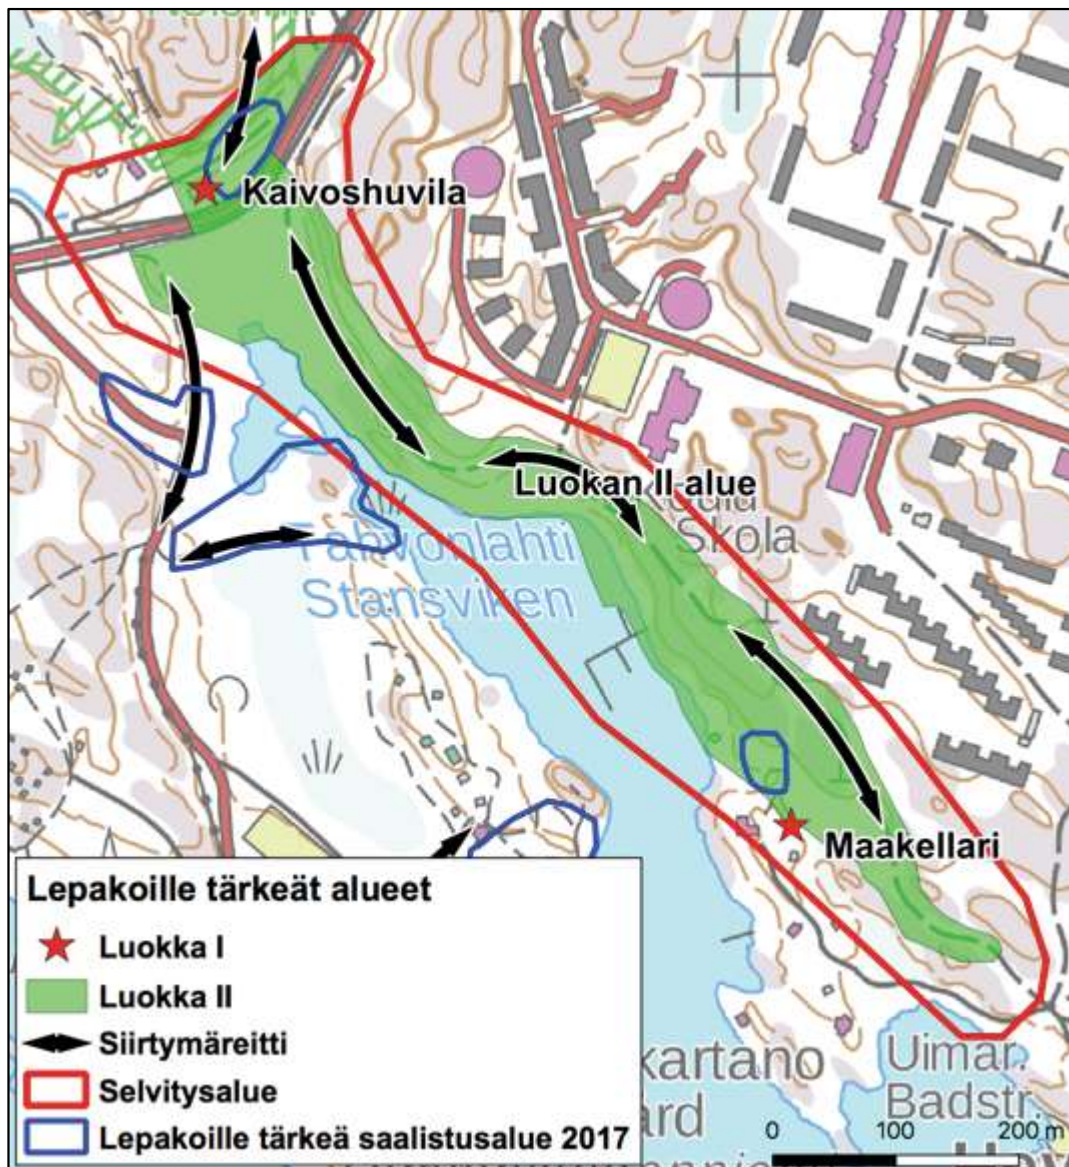 Kaivoshuvila
Luokan II alue
Skola
Stansviken
Maakellari
Lepakoille tärkeät alueet
Luokka I
Luokka II
Siirtymäreitti
Selvitysalue
Lepakoille tärkeä saalistusalue 2017
kartano
ård
Uimar.
Badstr.
0 100 200 m